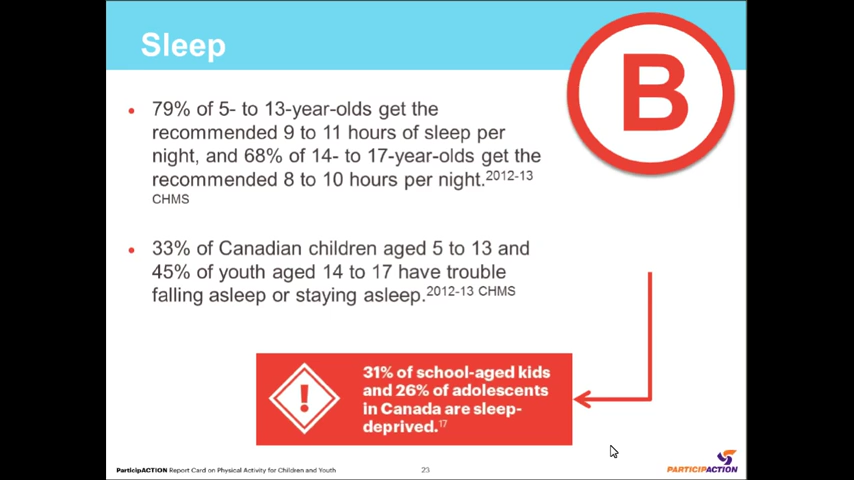 Sleep
B
• 79% of 5- to 13-year-olds get the
recommended 9 to 11 hours of sleep per
night, and 68% of 14- to 17-year-olds get the
recommended 8 to 10 hours per night.2012-13
CHMS
• 33% of Canadian children aged 5 to 13 and
45% of youth aged 14 to 17 have trouble
falling asleep or staying asleep.2012-13 CHMS
!
31% of school-aged kids
and 26% of adolescents
in Canada are sleep-
deprived.17
ParticipACTION Report Card on Physical Activity for Children and Youth
23
PARTICIPACTION